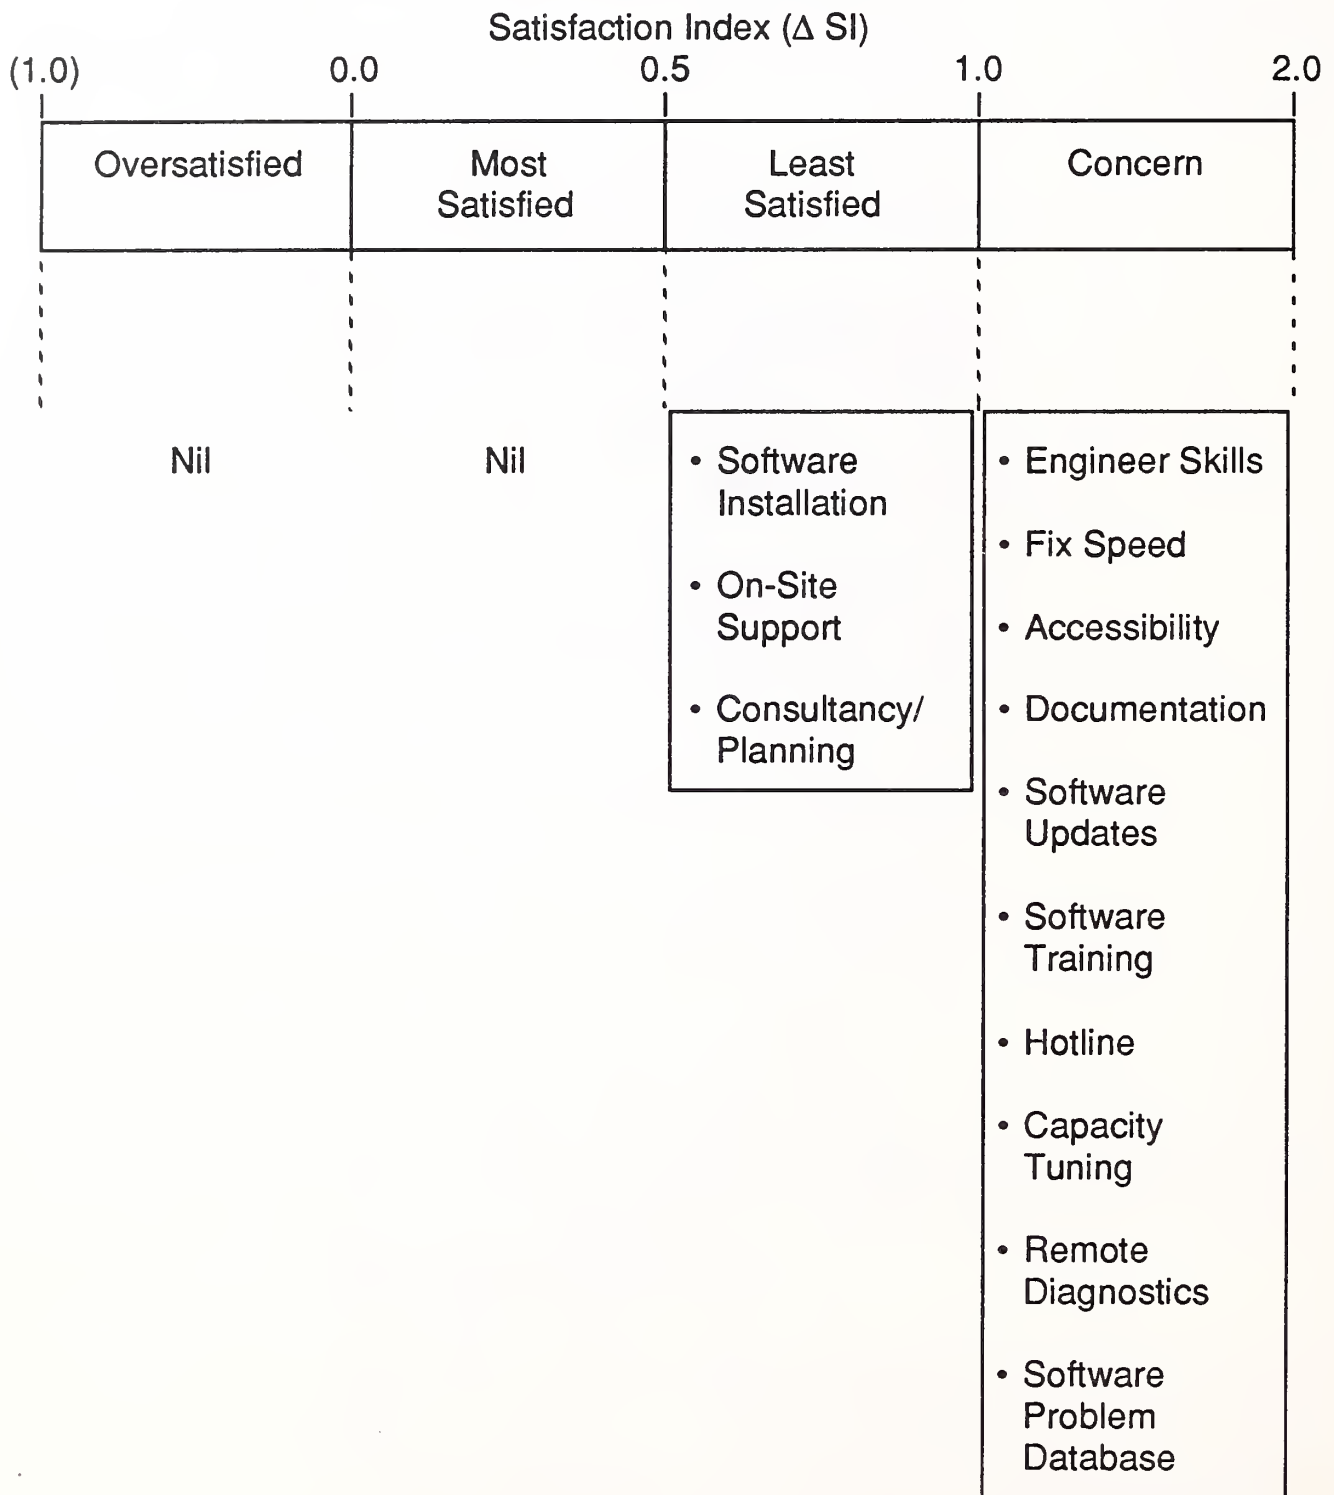 Satisfaction Index (Δ SI)
(1.0) 0.0 0.5 1.0 2.0
Oversatisfied
Most
Satisfied
Least
Satisfied
Concern
Nil
Nil
• Software
Installation
• On-Site
Support
• Consultancy/
Planning
• Engineer Skills
• Fix Speed
• Accessibility
• Documentation
• Software
Updates
• Software
Training
• Hotline
• Capacity
Tuning
• Remote
Diagnostics
• Software
Problem
Database